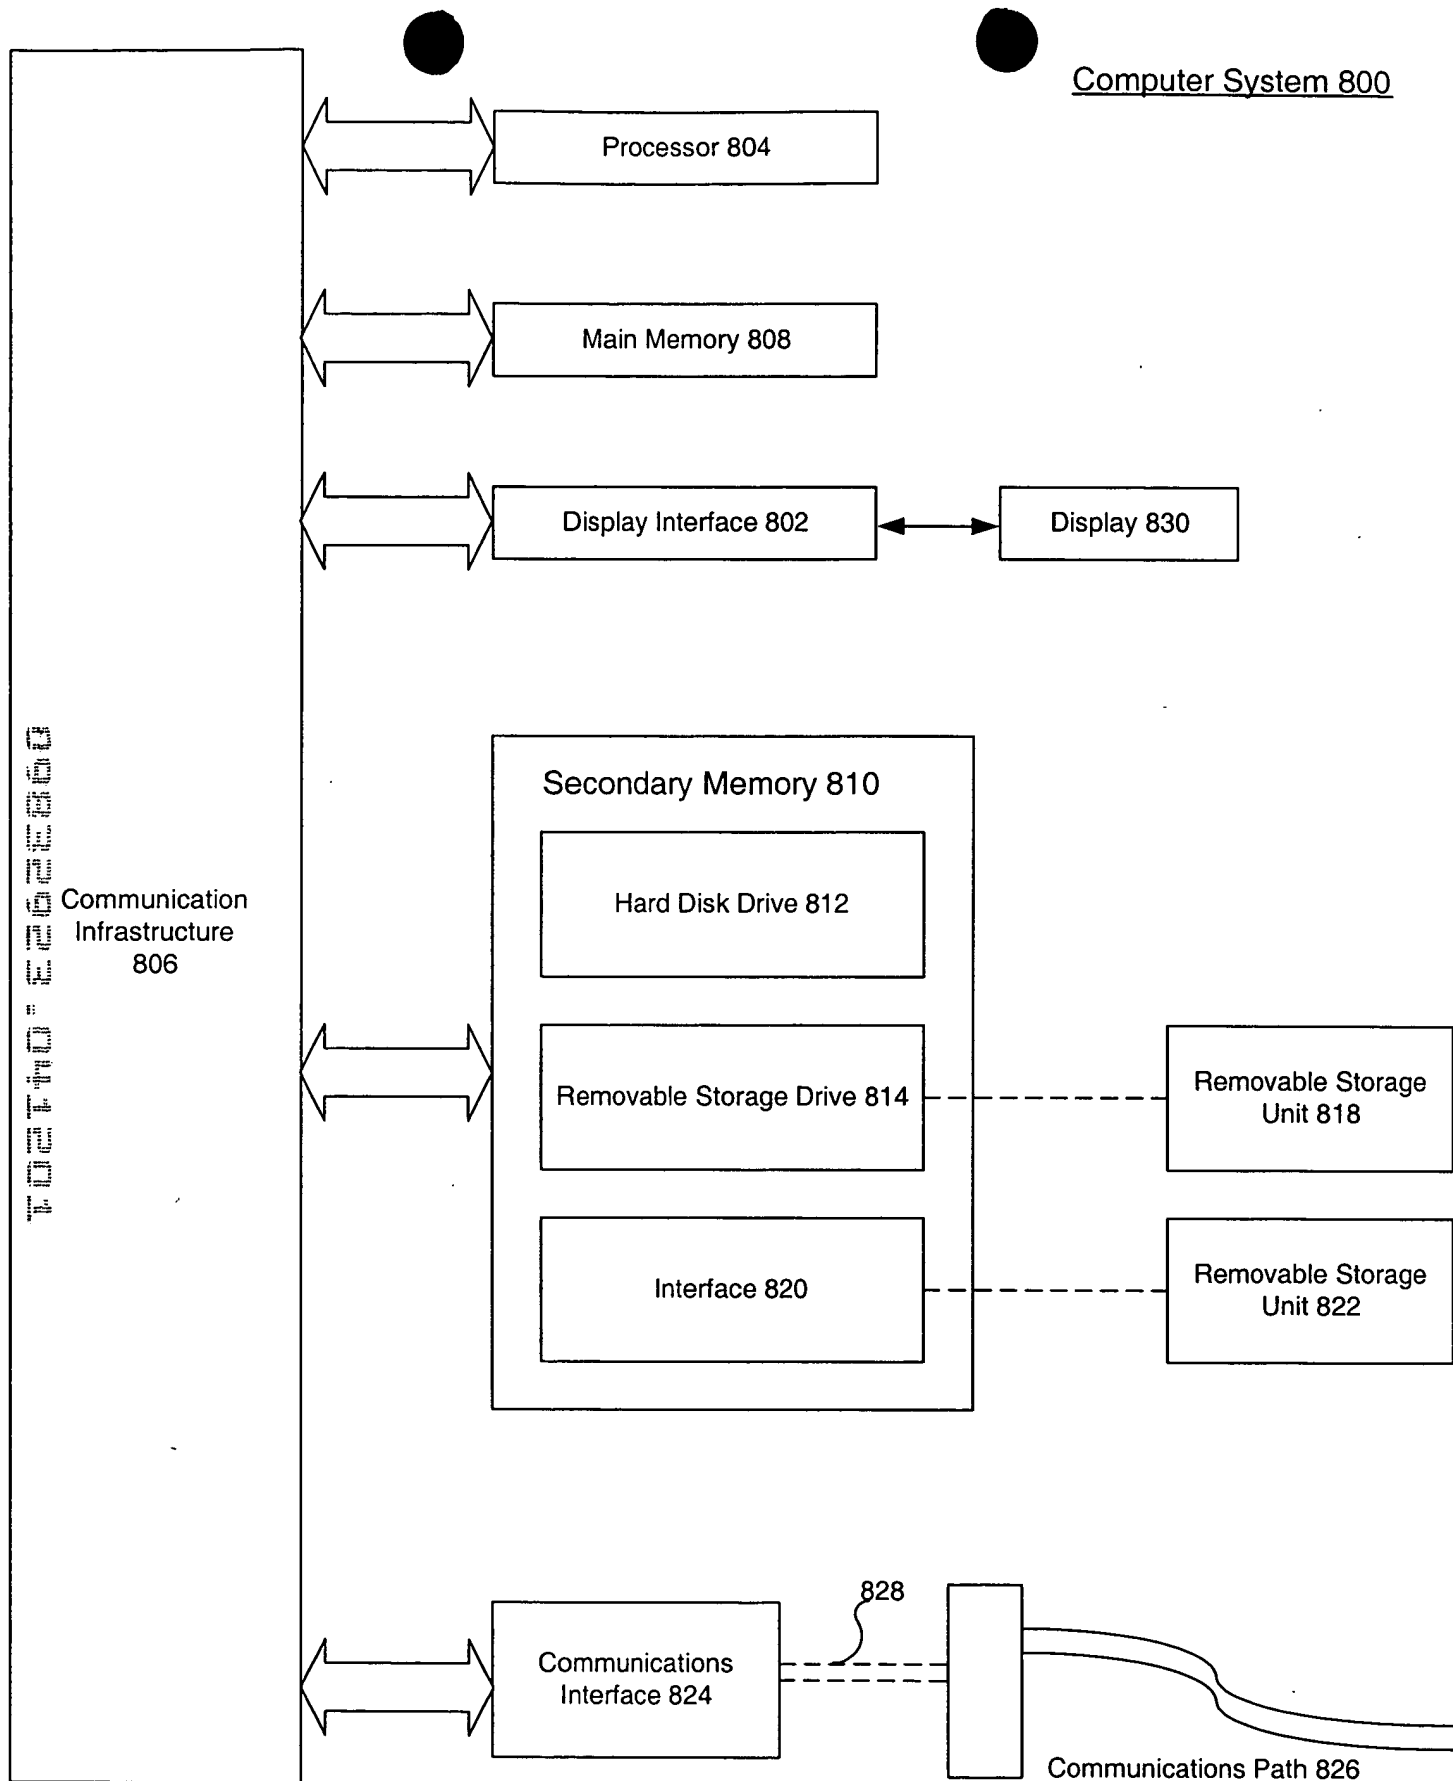 Computer System 800
Processor 804
Main Memory 808
Display Interface 802
Display 830
Secondary Memory 810
Hard Disk Drive 812
Communication
Infrastructure
806
Removable Storage Drive 814
Removable Storage
Unit 818
Interface 820
Removable Storage
Unit 822
828
Communications
Interface 824
Communications Path 826